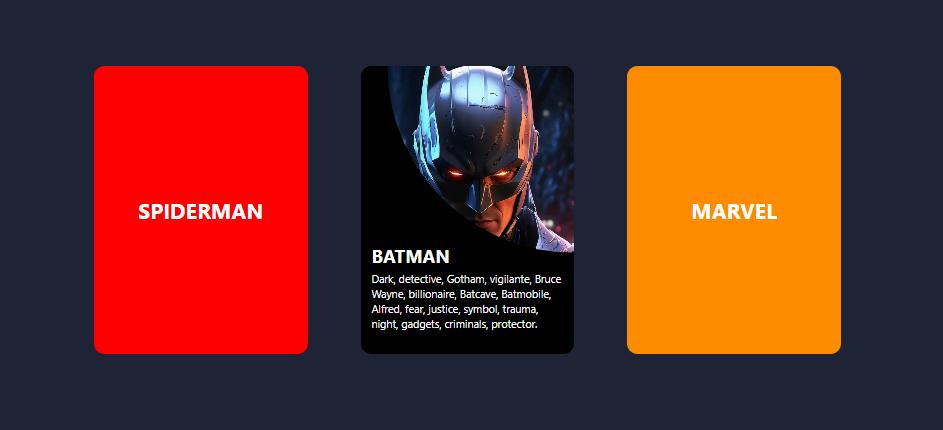 SPIDERMAN
BATMAN
Dark, detective, Gotham, vigilante, Bruce
Wayne, billionaire, Batcave, Batmobile,
Alfred, fear, justice, symbol, trauma,
night, gadgets, criminals, protector.
MARVEL